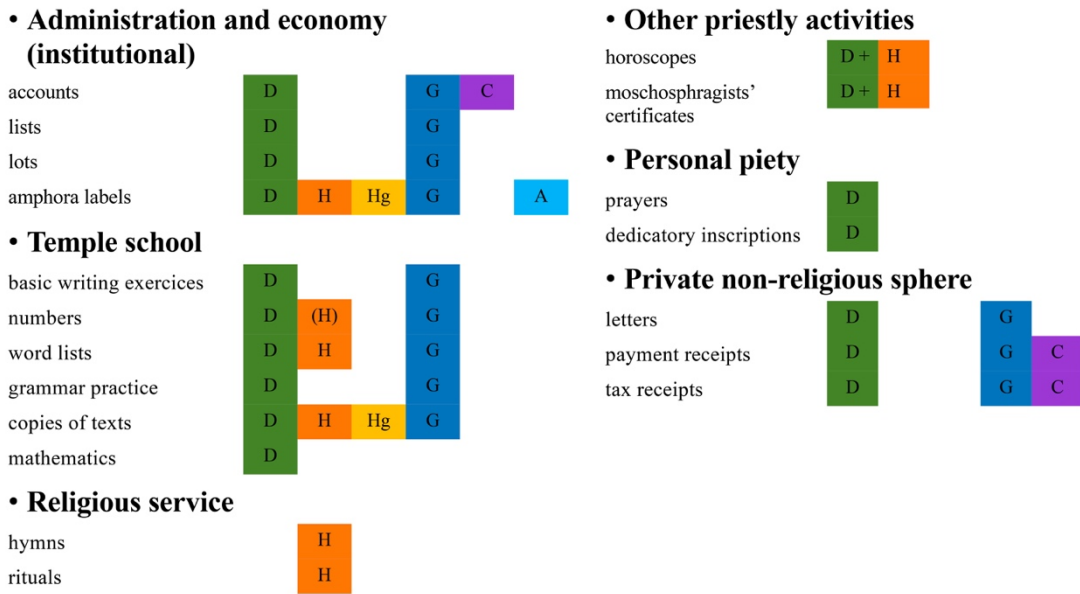 • Administration and economy
(institutional)
accounts D G C
lists D G
lots D G
amphora labels D H Hg G A
• Temple school
basic writing exercices D G
numbers D (H) G
word lists D H G
grammar practice D G
copies of texts D H Hg G
mathematics D
• Religious service
hymns H
rituals H
• Other priestly activities
horoscopes D + H
moschosphragists’ D + H
certificates
• Personal piety
prayers D
dedicatory inscriptions D
• Private non-religious sphere
letters D G
payment receipts D G C
tax receipts D G C